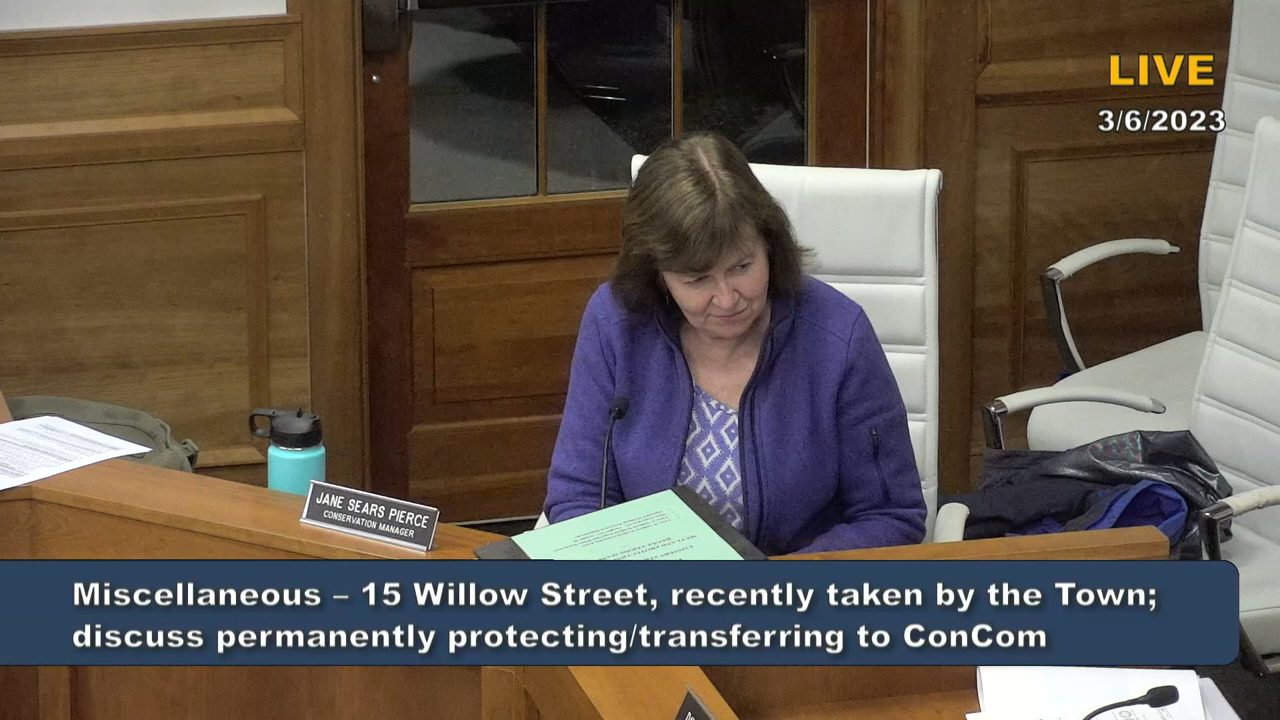 LIVE
3/6/2023
JANE SEARS PIERCE
CONSERVATION MANAGER
Miscellaneous – 15 Willow Street, recently taken by the Town;
discuss permanently protecting/transferring to ConCom